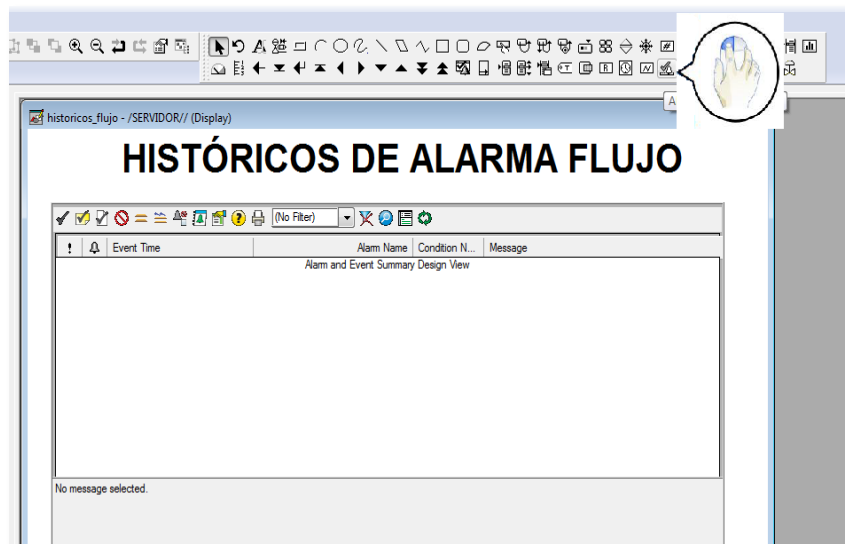 historicos_flujo - /SERVIDOR// (Display)
HISTÓRICOS DE ALARMA FLUJO
(No Filter)
! Event Time Alarm Name Condition N... Message
Alarm and Event Summary Design View
No message selected.